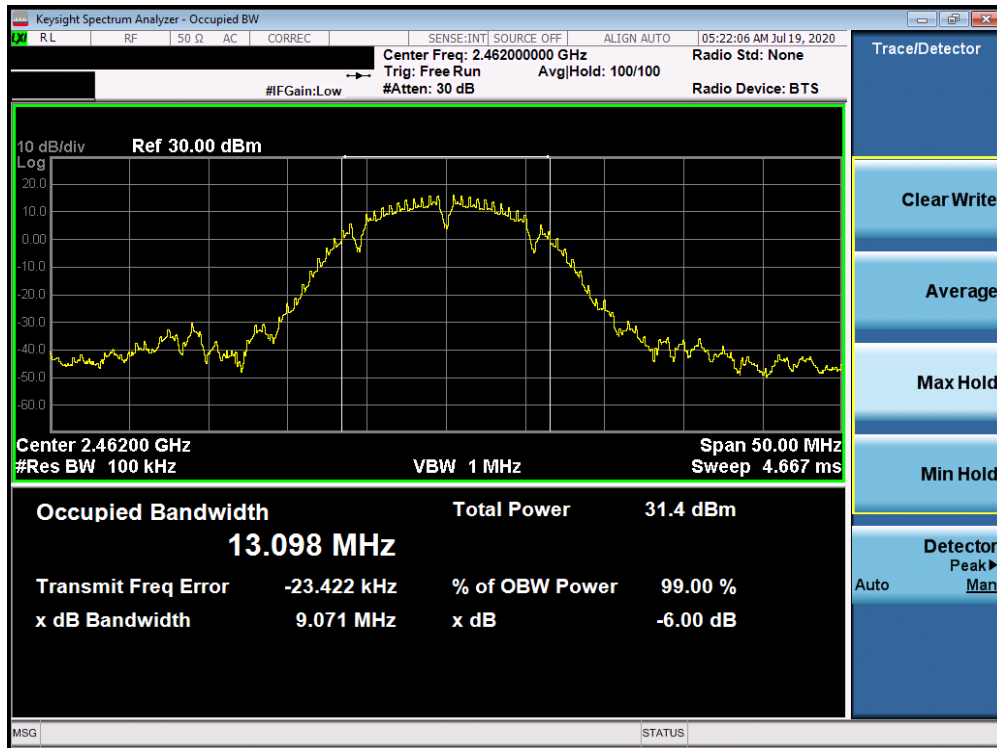 Keysight Spectrum Analyzer - Occupied BW
LXI RL RF 50 Ω AC CORREC SENSE:INT SOURCE OFF ALIGN AUTO 05:22:06 AM Jul 19, 2020
Center Freq: 2.462000000 GHz Radio Std: None
Trig: Free Run Avg|Hold: 100/100
#IFGain:Low #Atten: 30 dB Radio Device: BTS
10 dB/div Ref 30.00 dBm
Log
20.0
10.0
0.00
-10.0
-20.0
-30.0
-40.0
-50.0
-60.0
Center 2.46200 GHz Span 50.00 MHz
#Res BW 100 kHz VBW 1 MHz Sweep 4.667 ms
Occupied Bandwidth Total Power 31.4 dBm
13.098 MHz
Transmit Freq Error -23.422 kHz % of OBW Power 99.00 %
x dB Bandwidth 9.071 MHz x dB -6.00 dB
MSG STATUS
Trace/Detector
Clear Write
Average
Max Hold
Min Hold
Detector
Peak▶
Auto Man